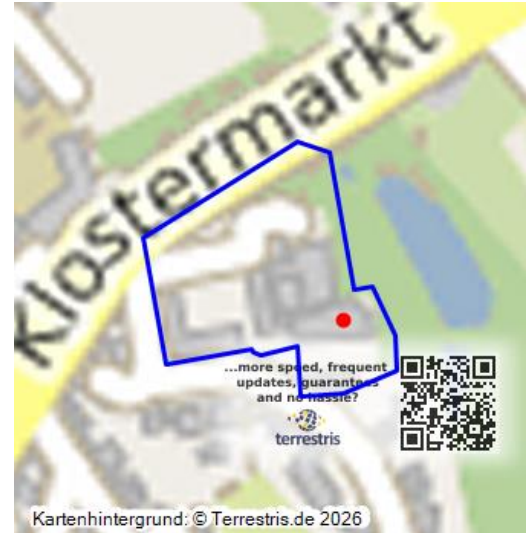 Klostermarkt
...more speed, frequent
updates, guarantees
and no hassle?
terrestris
Kartenhintergrund: © Terrestris.de 2026